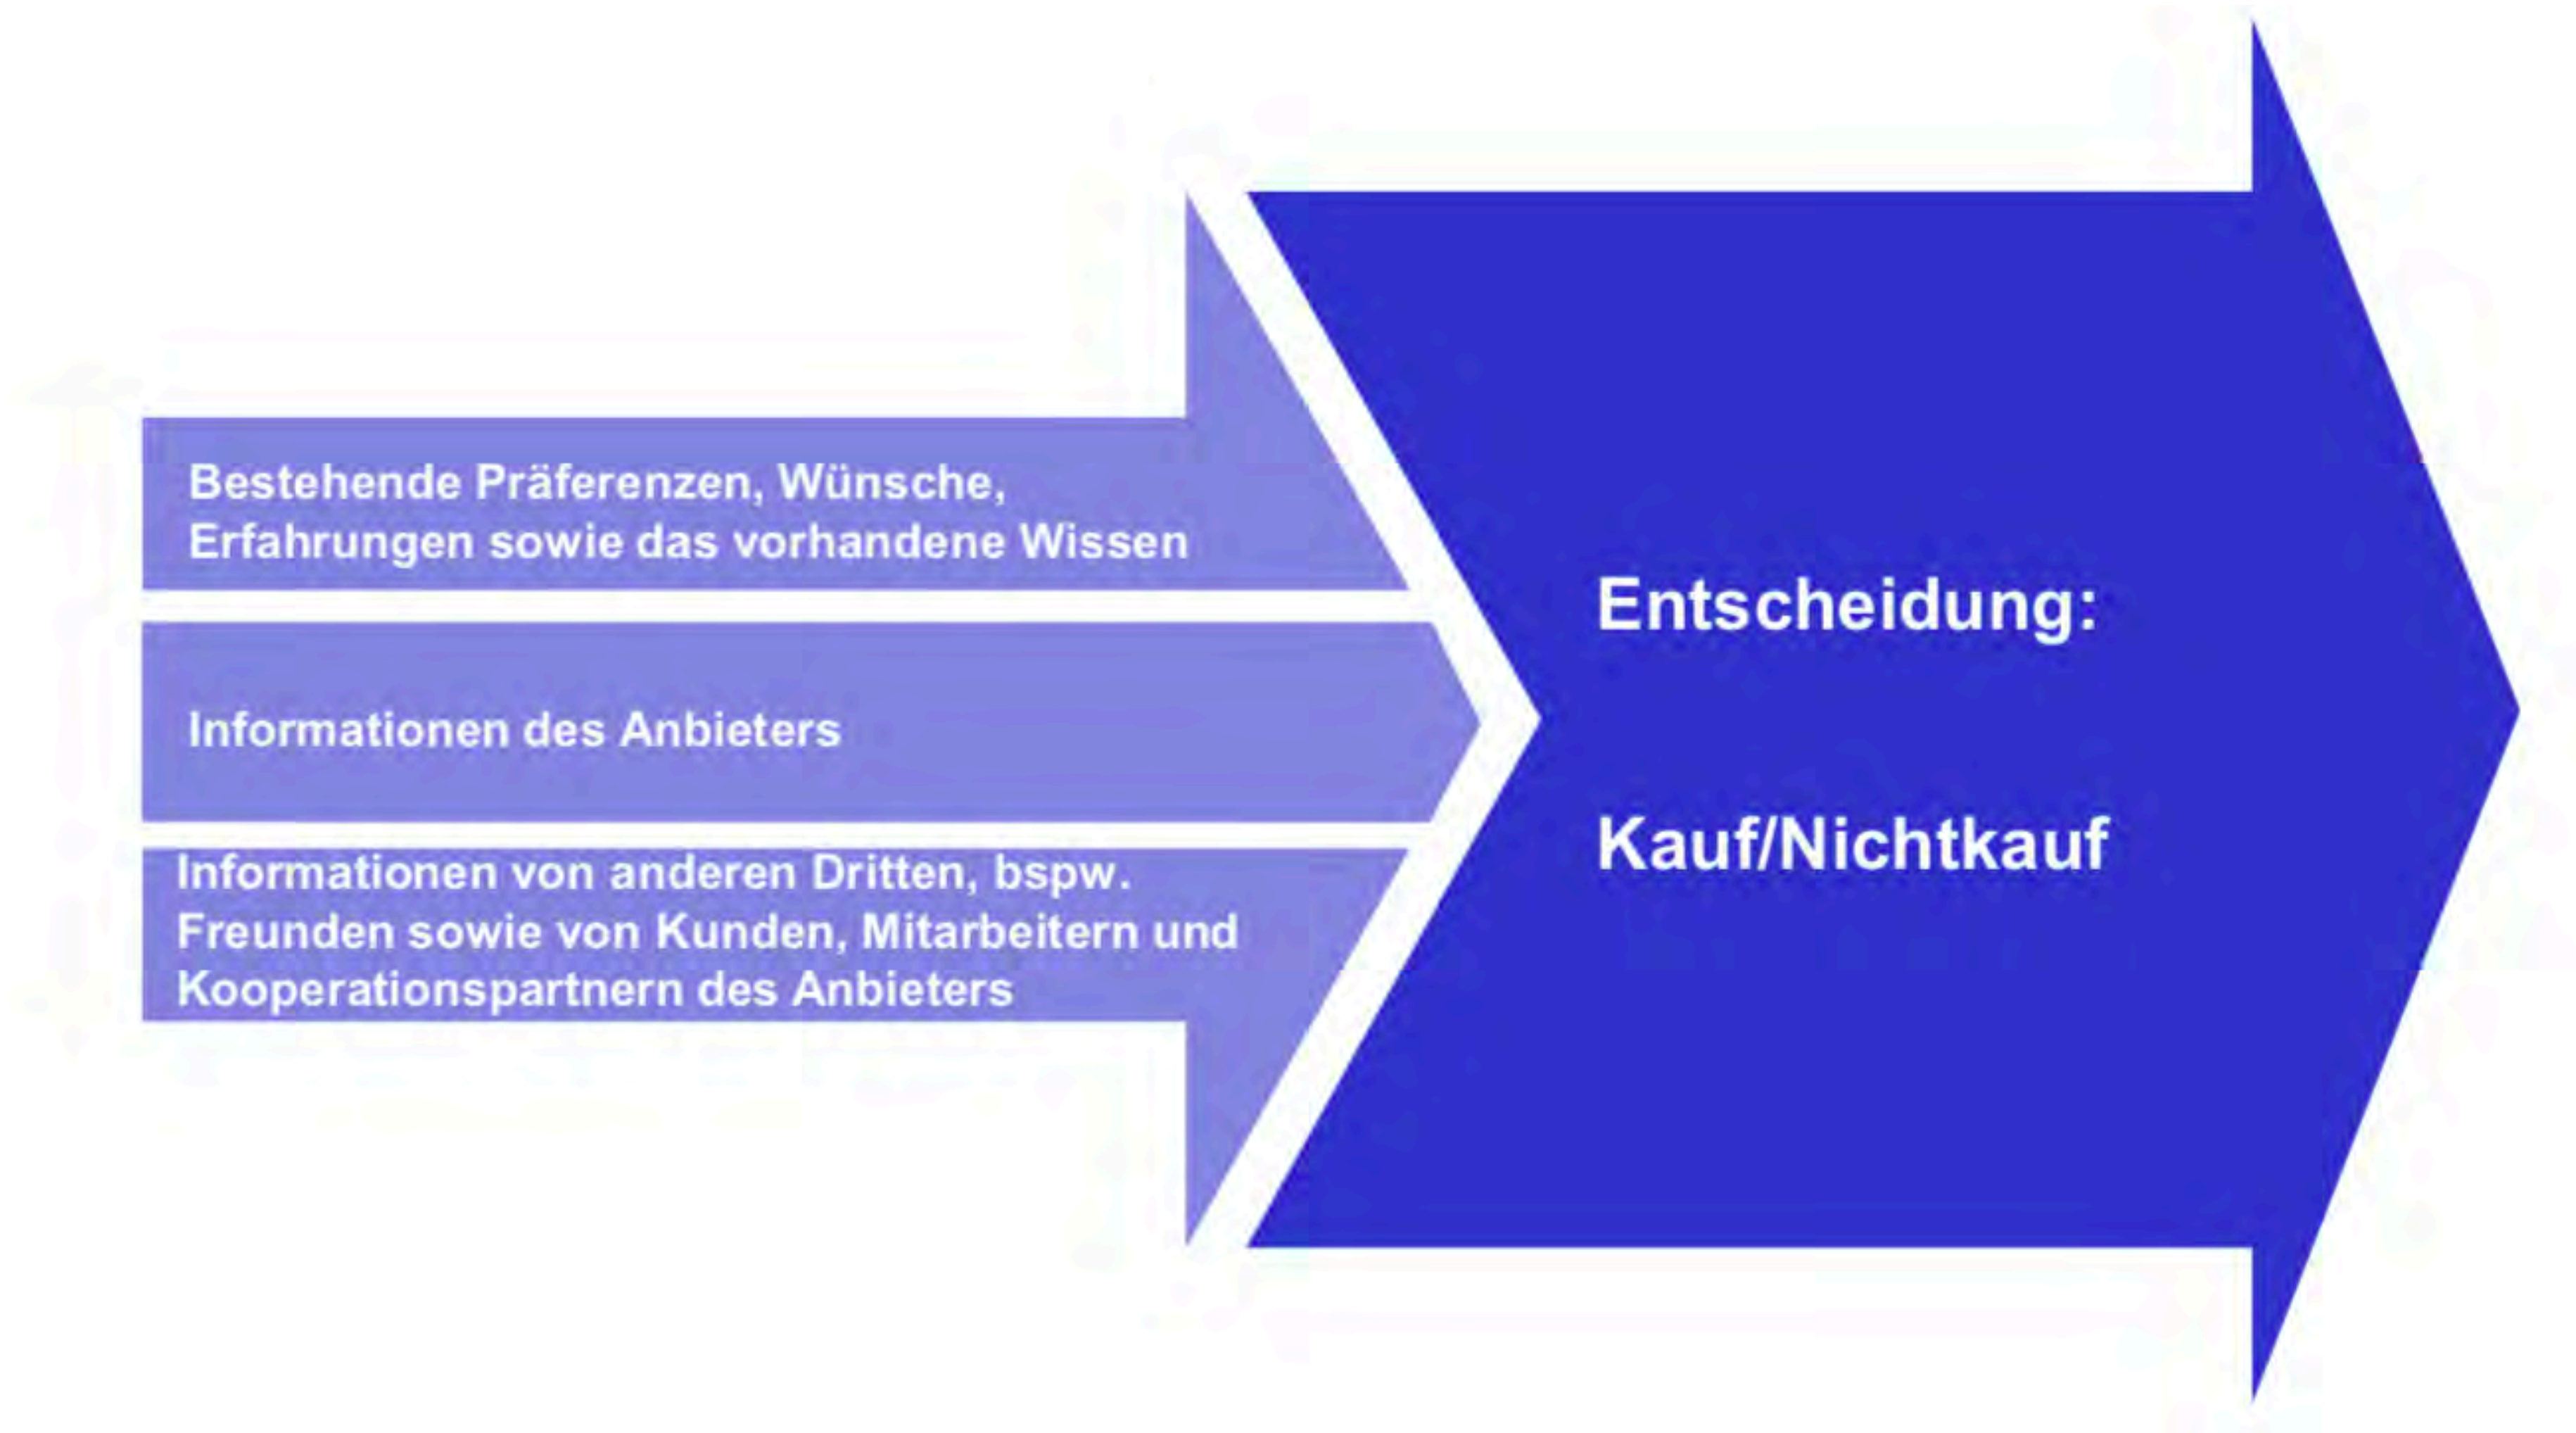 Bestehende Präferenzen, Wünsche,
Erfahrungen sowie das vorhandene Wissen
Informationen des Anbieters
Informationen von anderen Dritten, bspw.
Freunden sowie von Kunden, Mitarbeitern und
Kooperationspartnern des Anbieters
Entscheidung:
Kauf/Nichtkauf